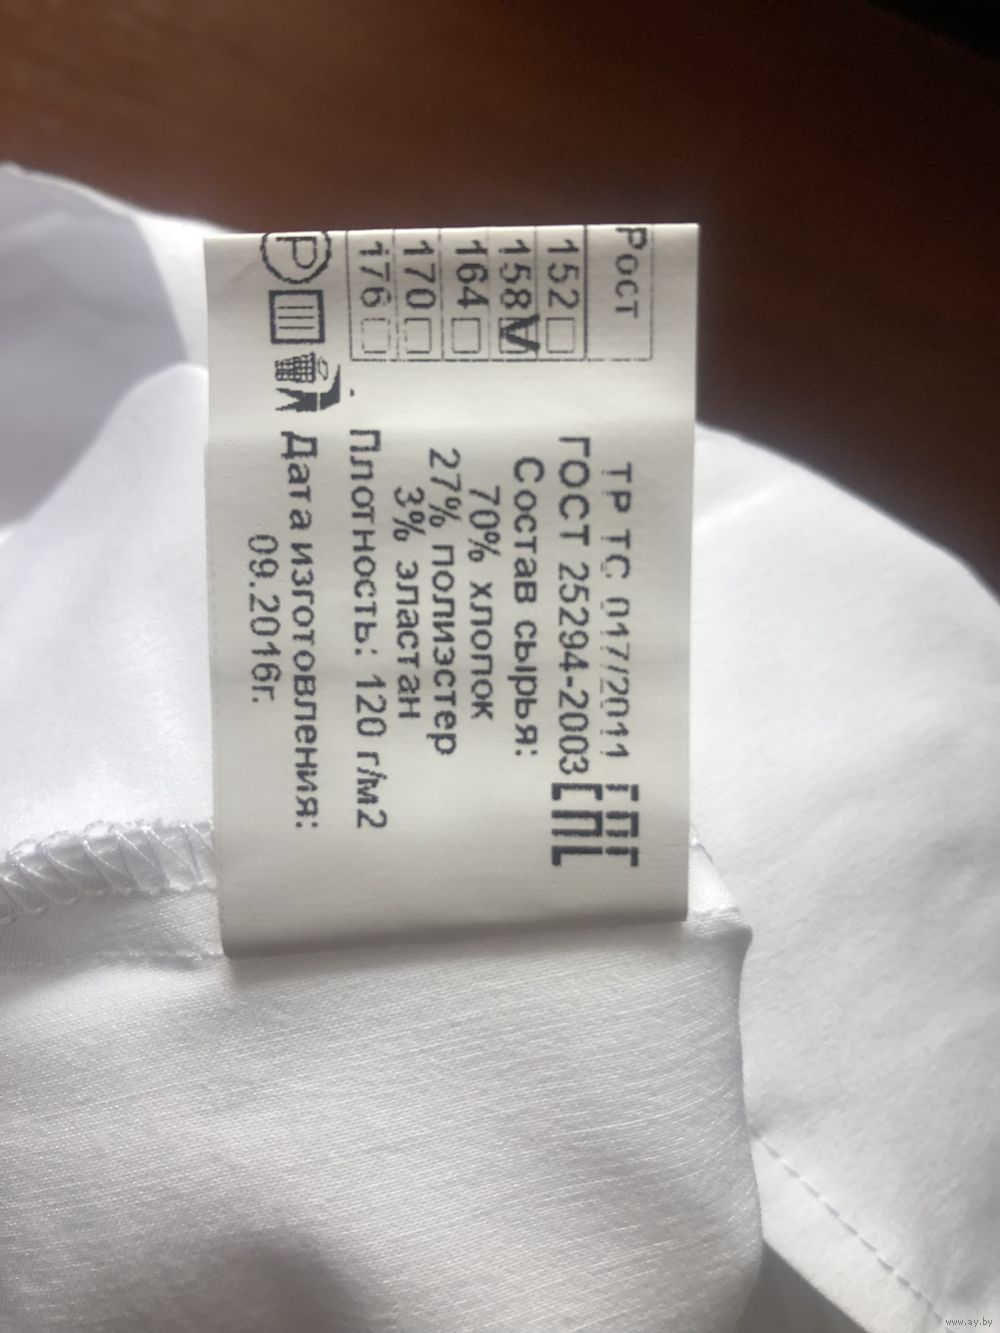 Рост
152
158 V
164
170
176
ТР ТС 017/2011
ГОСТ 25294-2003
ЕАС
Состав сырья:
70% хлопок
27% полиэстер
3% эластан
Плотность: 120 г/м2
P
Дата изготовления:
09.2016г.
www.ay.by